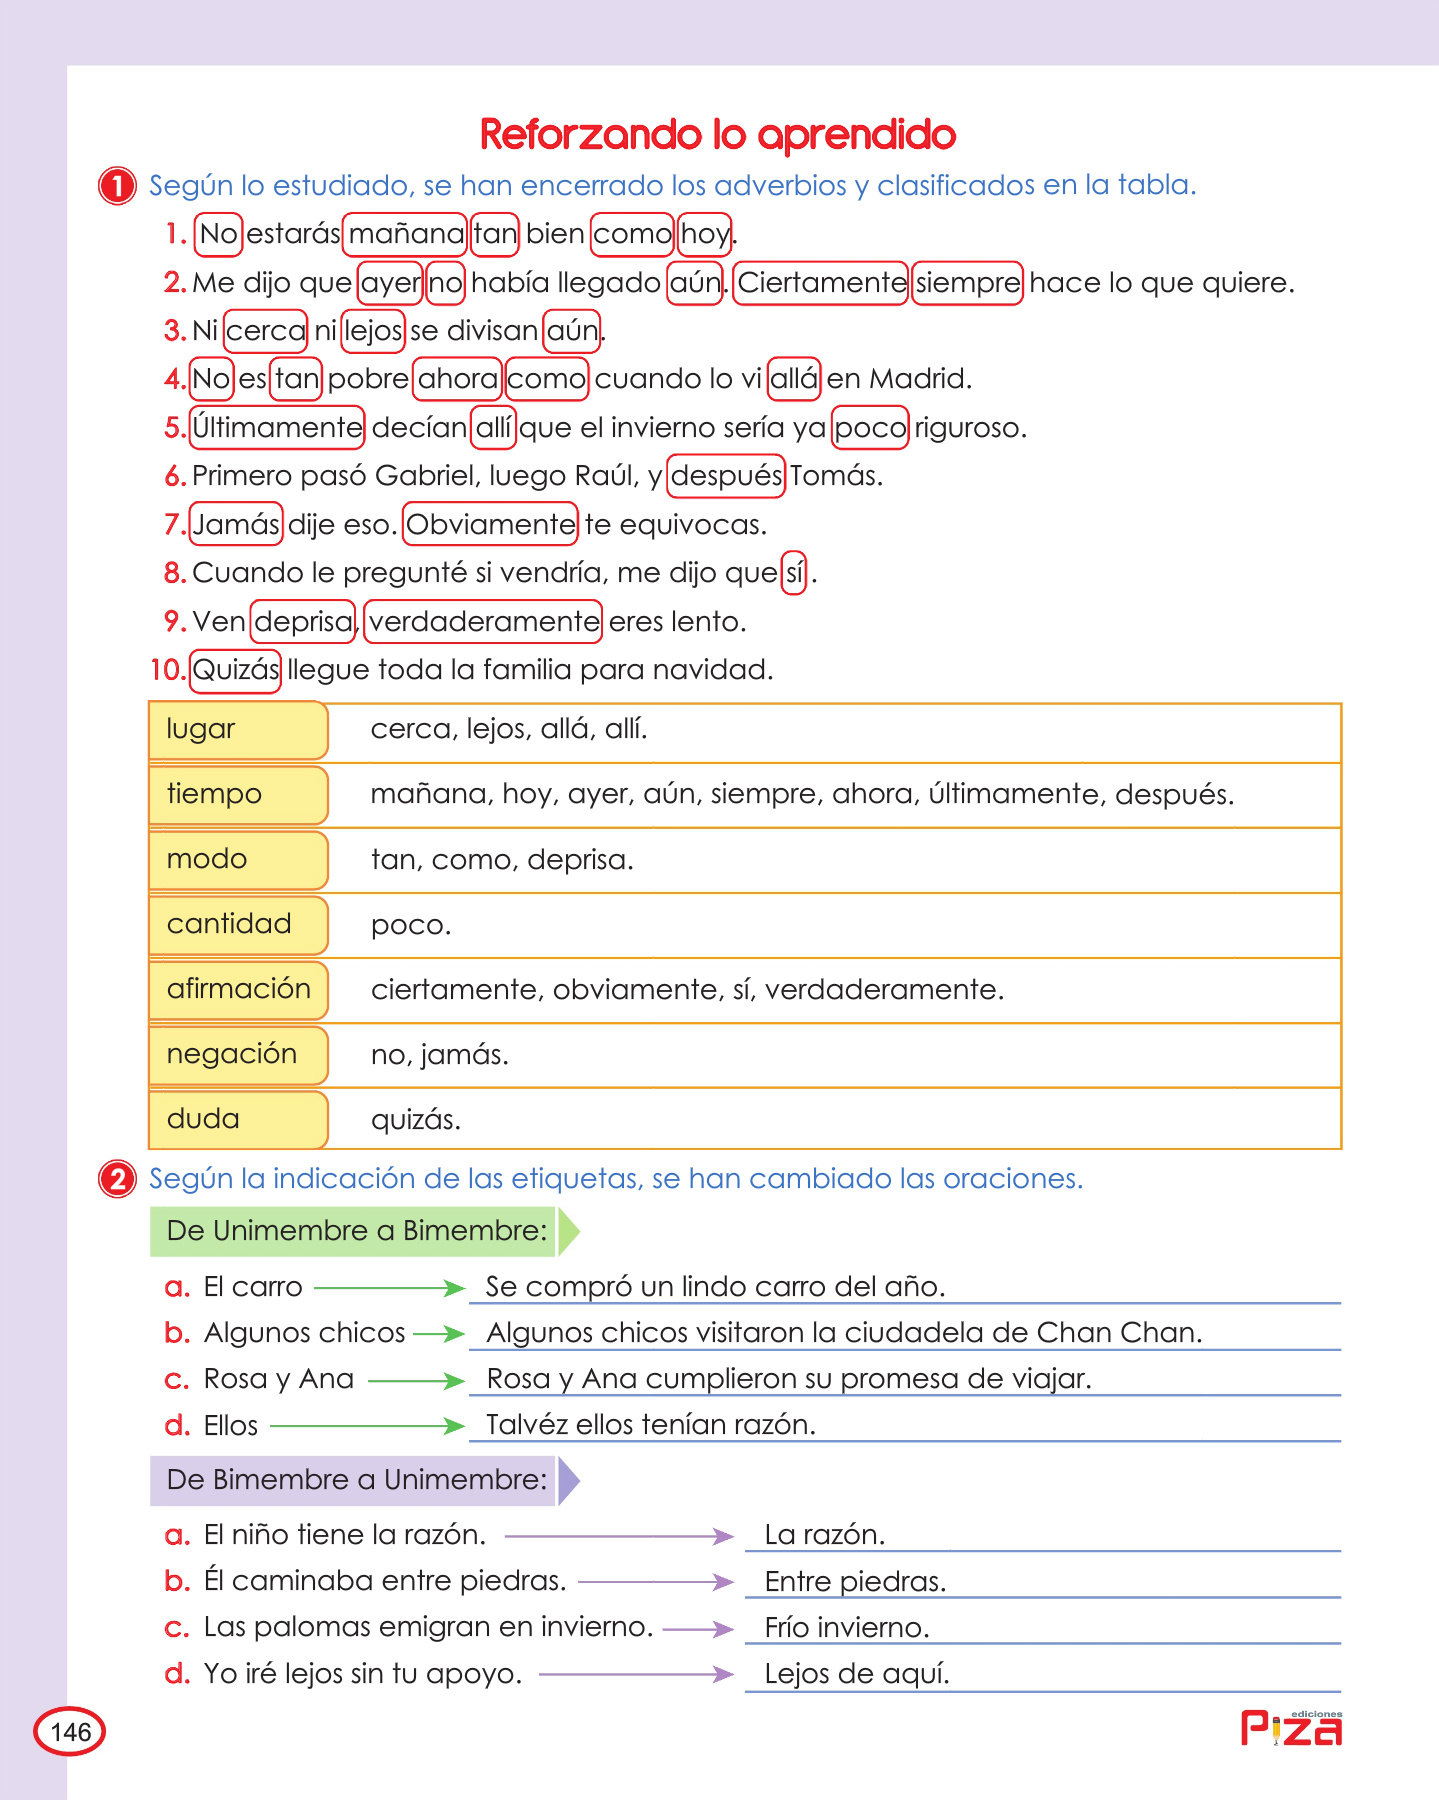 Reforzando lo aprendido
1 Según lo estudiado, se han encerrado los adverbios y clasificados en la tabla.
1. No estarás mañana tan bien como hoy.
2. Me dijo que ayer no había llegado aún. Ciertamente siempre hace lo que quiere.
3. Ni cerca ni lejos se divisan aún.
4. No es tan pobre ahora como cuando lo vi allá en Madrid.
5. Últimamente decían allí que el invierno sería ya poco riguroso.
6. Primero pasó Gabriel, luego Raúl, y después Tomás.
7. Jamás dije eso. Obviamente te equivocas.
8. Cuando le pregunté si vendría, me dijo que sí .
9. Ven deprisa, verdaderamente eres lento.
10. Quizás llegue toda la familia para navidad.
lugar cerca, lejos, allá, allí.
tiempo mañana, hoy, ayer, aún, siempre, ahora, últimamente, después.
modo tan, como, deprisa.
cantidad poco.
afirmación ciertamente, obviamente, sí, verdaderamente.
negación no, jamás.
duda quizás.
2 Según la indicación de las etiquetas, se han cambiado las oraciones.
De Unimembre a Bimembre:
a. El carro Se compró un lindo carro del año.
b. Algunos chicos Algunos chicos visitaron la ciudadela de Chan Chan.
c. Rosa y Ana Rosa y Ana cumplieron su promesa de viajar.
d. Ellos Talvéz ellos tenían razón.
De Bimembre a Unimembre:
a. El niño tiene la razón. La razón.
b. Él caminaba entre piedras. Entre piedras.
c. Las palomas emigran en invierno. Frío invierno.
d. Yo iré lejos sin tu apoyo. Lejos de aquí.
146
ediciones
Piza